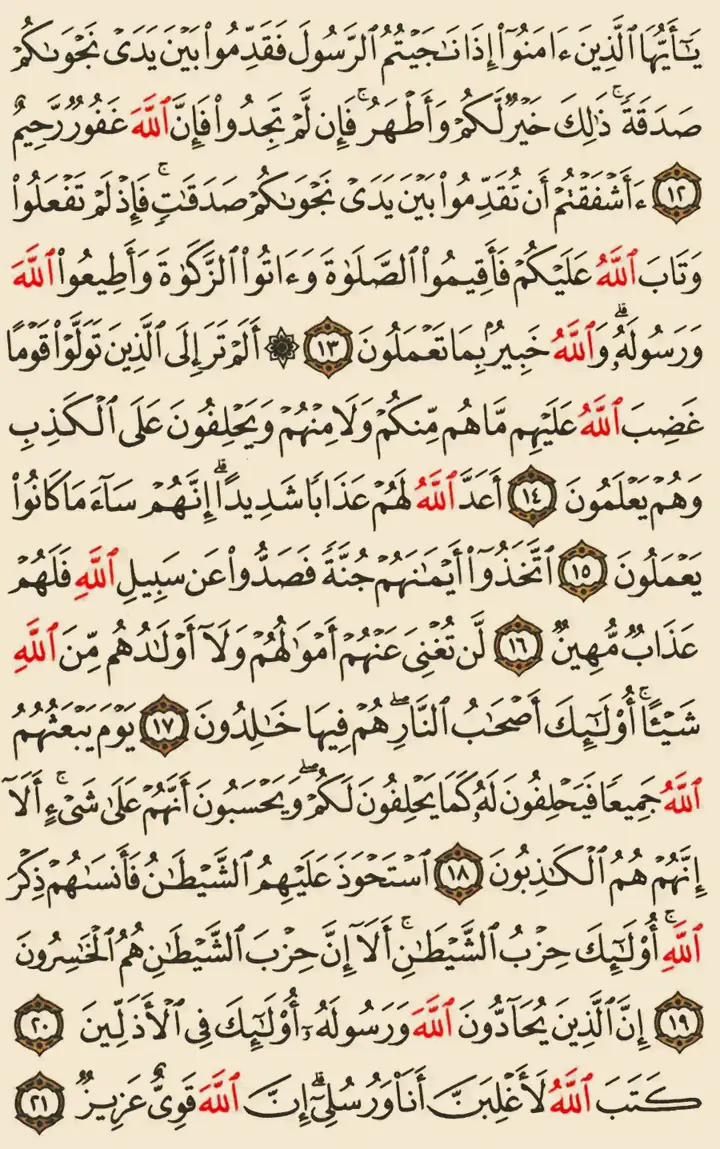 يَـٰٓأَيُّهَا ٱلَّذِينَ ءَامَنُوٓا۟ إِذَا نَـٰجَيْتُمُ ٱلرَّسُولَ فَقَدِّمُوا۟ بَيْنَ يَدَىْ نَجْوَىٰكُمْ
صَدَقَةً ۚ ذَٰلِكَ خَيْرٌ لَّكُمْ وَأَطْهَرُ ۚ فَإِن لَّمْ تَجِدُوا۟ فَإِنَّ ٱللَّهَ غَفُورٌ رَّحِيمٌ
١٢ ءَأَشْفَقْتُمْ أَن تُقَدِّمُوا۟ بَيْنَ يَدَىْ نَجْوَىٰكُمْ صَدَقَـٰتٍ ۚ فَإِذْ لَمْ تَفْعَلُوا۟
وَتَابَ ٱللَّهُ عَلَيْكُمْ فَأَقِيمُوا۟ ٱلصَّلَوٰةَ وَءَاتُوا۟ ٱلزَّكَوٰةَ وَأَطِيعُوا۟ ٱللَّهَ
وَرَسُولَهُۥ ۚ وَٱللَّهُ خَبِيرٌۢ بِمَا تَعْمَلُونَ ١٣ ۞ أَلَمْ تَرَ إِلَى ٱلَّذِينَ تَوَلَّوْا۟ قَوْمًا
غَضِبَ ٱللَّهُ عَلَيْهِم مَّا هُم مِّنكُمْ وَلَا مِنْهُمْ وَيَحْلِفُونَ عَلَى ٱلْكَذِبِ
وَهُمْ يَعْلَمُونَ ١٤ أَعَدَّ ٱللَّهُ لَهُمْ عَذَابًا شَدِيدًا ۖ إِنَّهُمْ سَآءَ مَا كَانُوا۟
يَعْمَلُونَ ١٥ ٱتَّخَذُوٓا۟ أَيْمَـٰنَهُمْ جُنَّةً فَصَدُّوا۟ عَن سَبِيلِ ٱللَّهِ فَلَهُمْ
عَذَابٌ مُّهِينٌ ١٦ لَّن تُغْنِىَ عَنْهُمْ أَمْوَٰلُهُمْ وَلَآ أَوْلَـٰدُهُم مِّنَ ٱللَّهِ
شَيْـًٔا ۚ أُو۟لَـٰٓئِكَ أَصْحَـٰبُ ٱلنَّارِ ۖ هُمْ فِيهَا خَـٰلِدُونَ ١٧ يَوْمَ يَبْعَثُهُمُ
ٱللَّهُ جَمِيعًا فَيَحْلِفُونَ لَهُۥ كَمَا يَحْلِفُونَ لَكُمْ ۖ وَيَحْسَبُونَ أَنَّهُمْ عَلَىٰ شَىْءٍ ۚ أَلَآ
إِنَّهُمْ هُمُ ٱلْكَـٰذِبُونَ ١٨ ٱسْتَحْوَذَ عَلَيْهِمُ ٱلشَّيْطَـٰنُ فَأَنسَىٰهُمْ ذِكْرَ
ٱللَّهِ ۚ أُو۟لَـٰٓئِكَ حِزْبُ ٱلشَّيْطَـٰنِ ۚ أَلَآ إِنَّ حِزْبَ ٱلشَّيْطَـٰنِ هُمُ ٱلْخَـٰسِرُونَ
١٩ إِنَّ ٱلَّذِينَ يُحَآدُّونَ ٱللَّهَ وَرَسُولَهُۥٓ أُو۟لَـٰٓئِكَ فِى ٱلْأَذَلِّينَ ٢٠
كَتَبَ ٱللَّهُ لَأَغْلِبَنَّ أَنَا۠ وَرُسُلِىٓ ۚ إِنَّ ٱللَّهَ قَوِىٌّ عَزِيزٌ ٢١